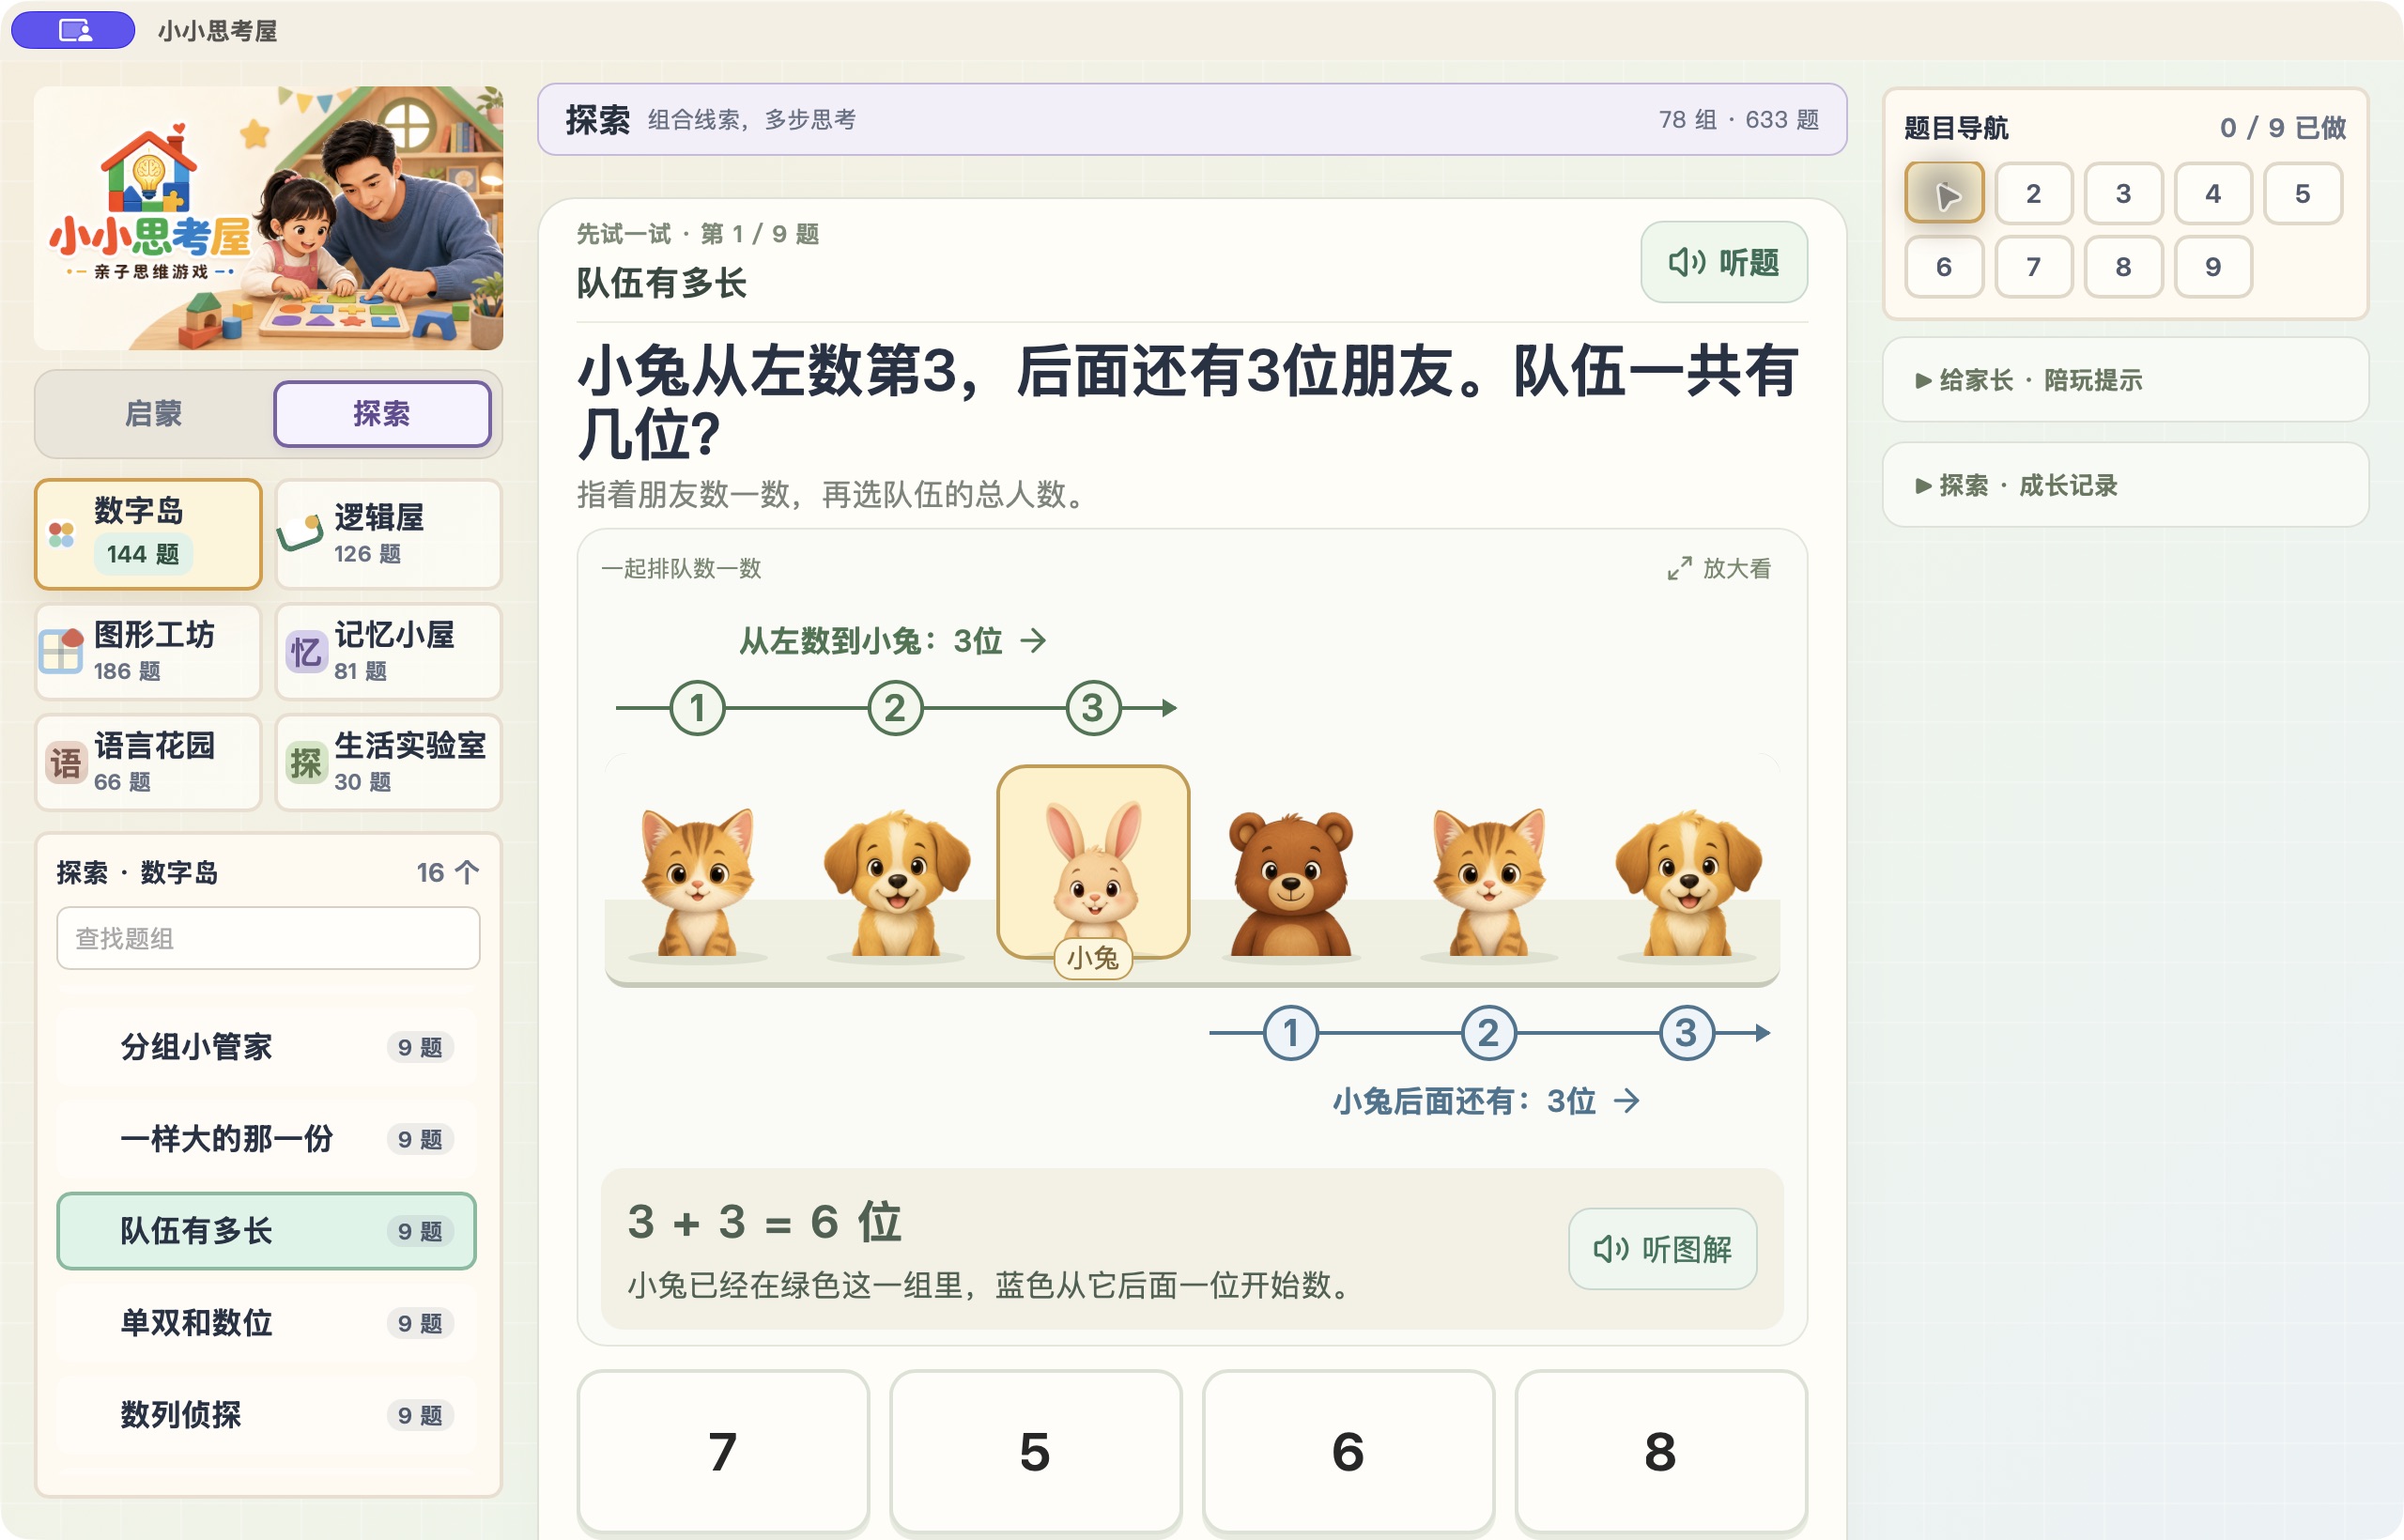 小小思考屋
小小思考屋
亲子思维游戏
启蒙
探索
数字岛
144 题
逻辑屋
126 题
图形工坊
186 题
忆
记忆小屋
81 题
语
语言花园
66 题
探
生活实验室
30 题
探索 · 数字岛
16 个
查找题组
分组小管家
9 题
一样大的那一份
9 题
队伍有多长
9 题
单双和数位
9 题
数列侦探
9 题
探索
组合线索，多步思考
78 组 · 633 题
先试一试 · 第 1 / 9 题
队伍有多长
听题
小兔从左数第3，后面还有3位朋友。队伍一共有
几位？
指着朋友数一数，再选队伍的总人数。
一起排队数一数
放大看
从左数到小兔：3位 →
1 2 3
小兔
1 2 3
小兔后面还有：3位 →
3 + 3 = 6 位
小兔已经在绿色这一组里，蓝色从它后面一位开始数。
听图解
7 5 6 8
题目导航
0 / 9 已做
2 3 4 5
6 7 8 9
▶ 给家长 · 陪玩提示
▶ 探索 · 成长记录